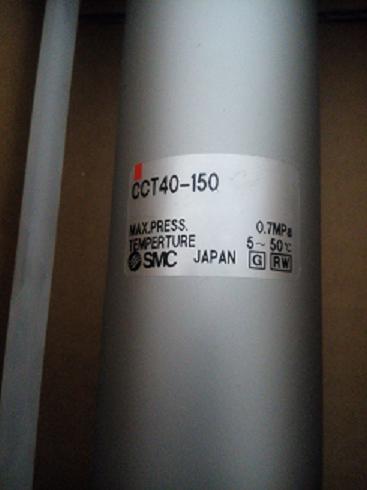 CCT40-150
MAX.PRESS. 0.7MPa
TEMPERTURE 5~50℃
SMC JAPAN G RW